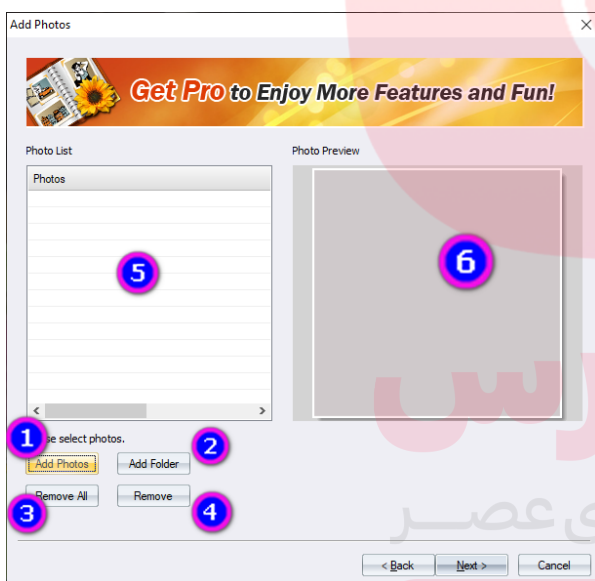 Add Photos
Get Pro to Enjoy More Features and Fun!
Photo List
Photo Preview
Photos
5
6
1
se select photos.
2
Add Photos
Add Folder
Remove All
Remove
3
4
عصر
< Back
Next >
Cancel